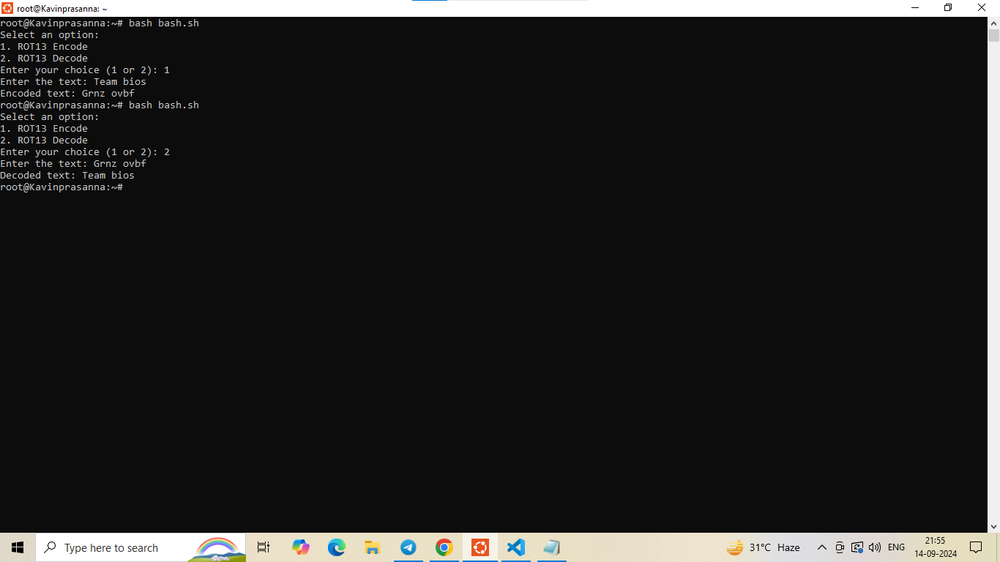 root@Kavinprasanna: ~
root@Kavinprasanna:~# bash bash.sh
Select an option:
1. ROT13 Encode
2. ROT13 Decode
Enter your choice (1 or 2): 1
Enter the text: Team bios
Encoded text: Grnz ovbf
root@Kavinprasanna:~# bash bash.sh
Select an option:
1. ROT13 Encode
2. ROT13 Decode
Enter your choice (1 or 2): 2
Enter the text: Grnz ovbf
Decoded text: Team bios
root@Kavinprasanna:~#
Type here to search
31°C Haze
ENG
21:55
14-09-2024